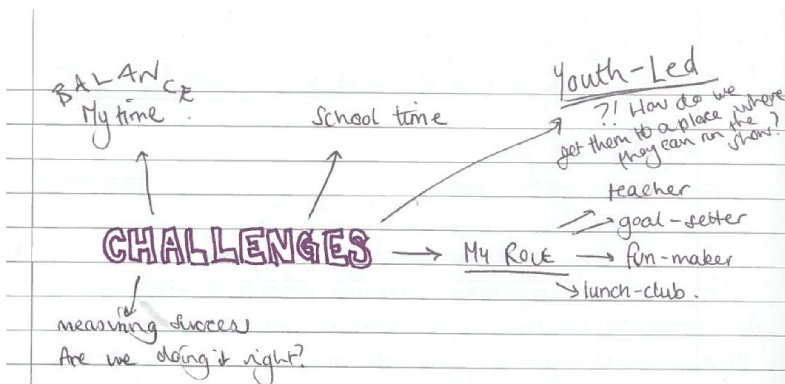 BALANCE
My time
School time
Youth-Led
?! How do we
get them to a place where
they can run the
show?
CHALLENGES
MY ROLE
teacher
goal-setter
fun-maker
lunch-club.
measuring success
Are we doing it right?